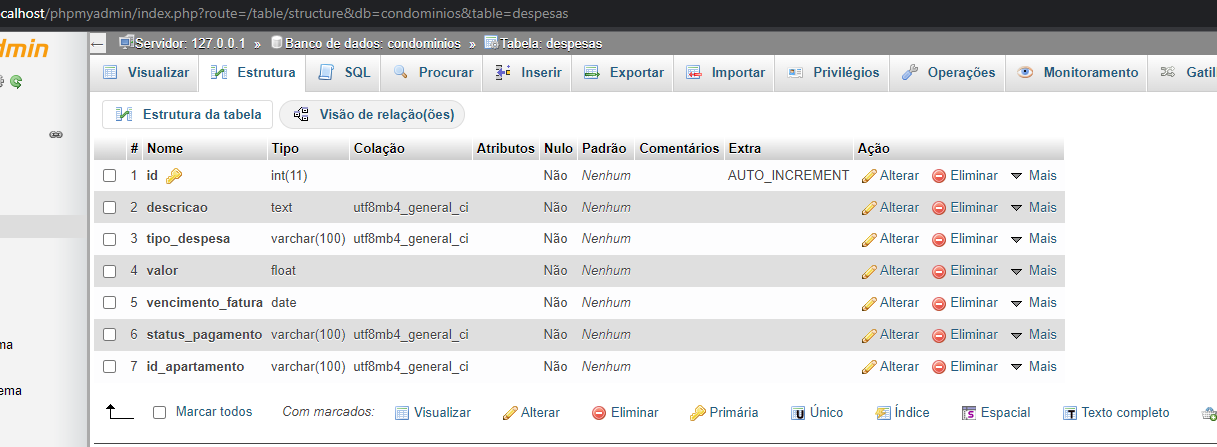 calhost/phpmyadmin/index.php?route=/table/structure&db=condominios&table=despesas
dmin
Servidor: 127.0.0.1 » Banco de dados: condominios » Tabela: despesas
Visualizar Estrutura SQL Procurar Inserir Exportar Importar Privilégios Operações Monitoramento Gatil
Estrutura da tabela Visão de relação(ões)
# Nome Tipo Colação Atributos Nulo Padrão Comentários Extra Ação
1 id int(11) Não Nenhum AUTO_INCREMENT Alterar Eliminar Mais
2 descricao text utf8mb4_general_ci Não Nenhum Alterar Eliminar Mais
3 tipo_despesa varchar(100) utf8mb4_general_ci Não Nenhum Alterar Eliminar Mais
4 valor float Não Nenhum Alterar Eliminar Mais
5 vencimento_fatura date Não Nenhum Alterar Eliminar Mais
6 status_pagamento varchar(100) utf8mb4_general_ci Não Nenhum Alterar Eliminar Mais
ma
7 id_apartamento varchar(100) utf8mb4_general_ci Não Nenhum Alterar Eliminar Mais
ema
Marcar todos Com marcados: Visualizar Alterar Eliminar Primária Único Índice Espacial Texto completo